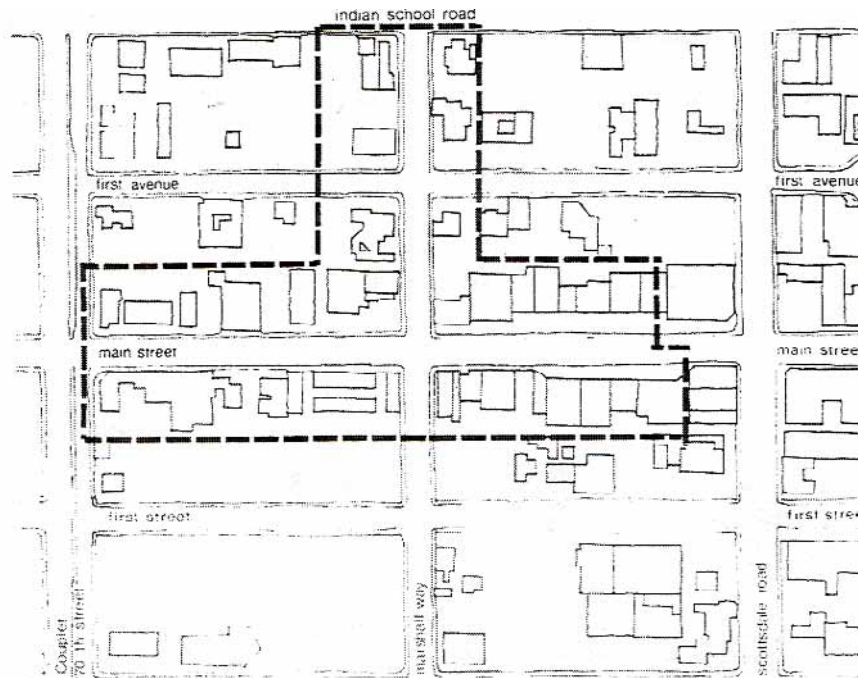 indian school road
first avenue
first avenue
main street
main street
first street
first street
Couplet
70 th street
marshall way
scottsdale road